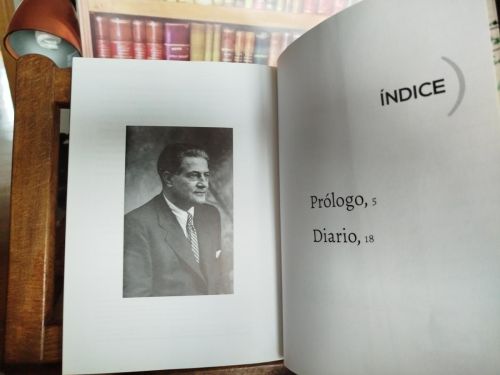 ÍNDICE
Prólogo, 5
Diario, 18